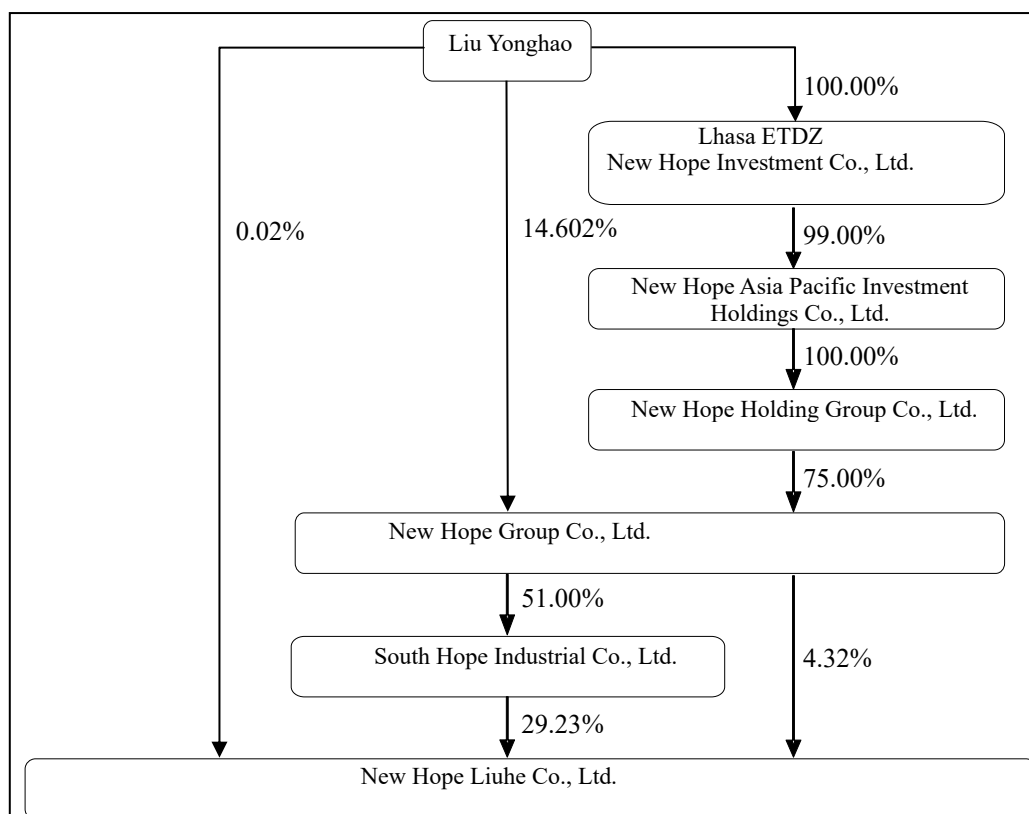 Liu Yonghao
100.00%
Lhasa ETDZ
New Hope Investment Co., Ltd.
0.02%
14.602%
99.00%
New Hope Asia Pacific Investment
Holdings Co., Ltd.
100.00%
New Hope Holding Group Co., Ltd.
75.00%
New Hope Group Co., Ltd.
51.00%
South Hope Industrial Co., Ltd.
4.32%
29.23%
New Hope Liuhe Co., Ltd.